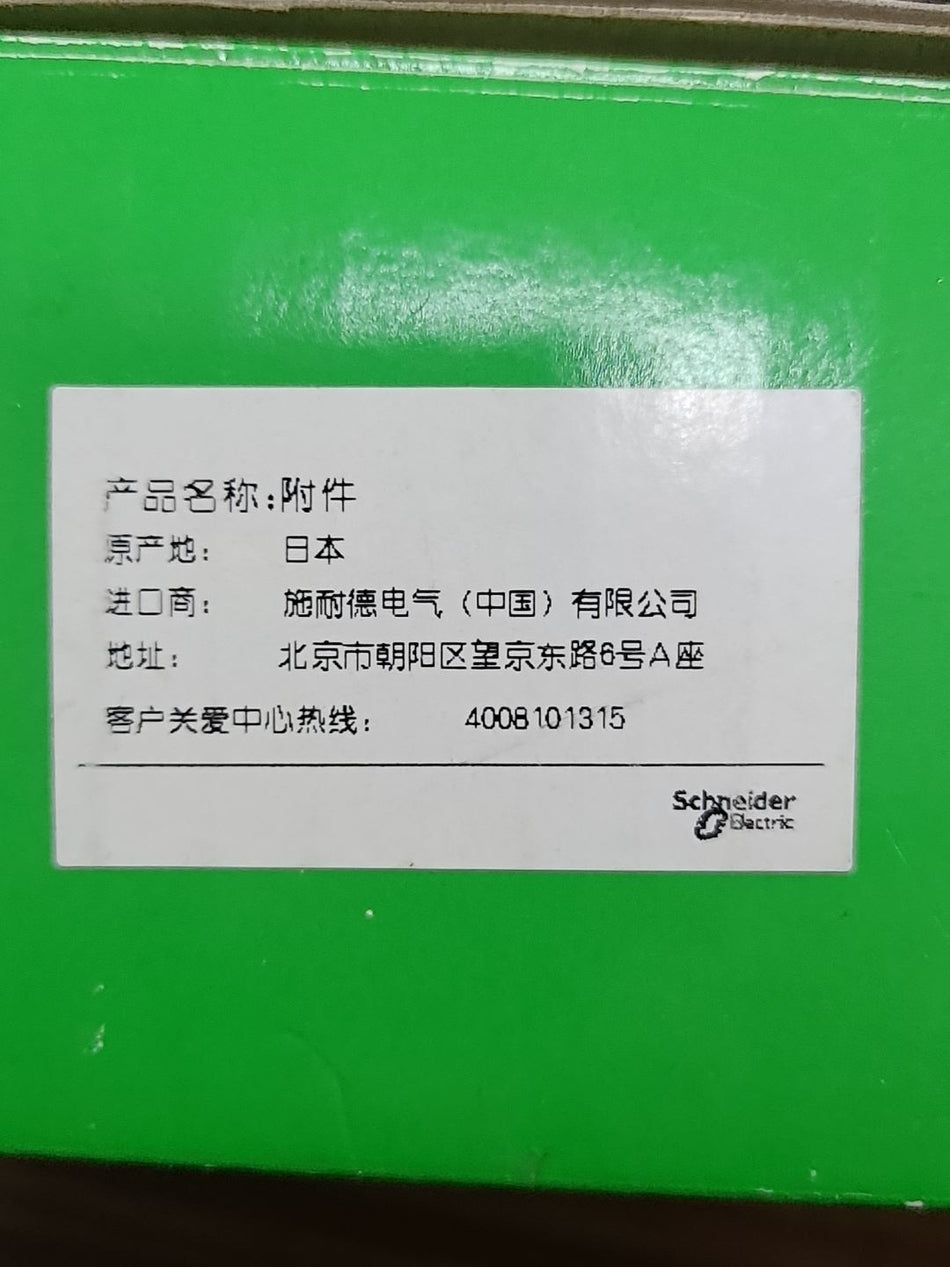 产品名称:附件
原产地: 日本
进口商: 施耐德电气（中国）有限公司
地址: 北京市朝阳区望京东路6号A座
客户关爱中心热线: 4008101315
Schneider
Electric